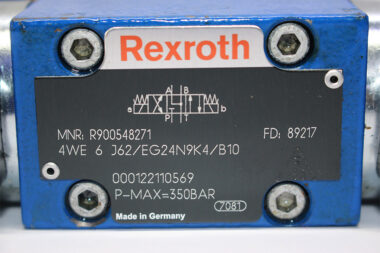 Rexroth
A B
a b
P T
MNR: R900548271 FD: 89217
4WE 6 J62/EG24N9K4/B10
000122110569
P-MAX=350BAR 7081
Made in Germany